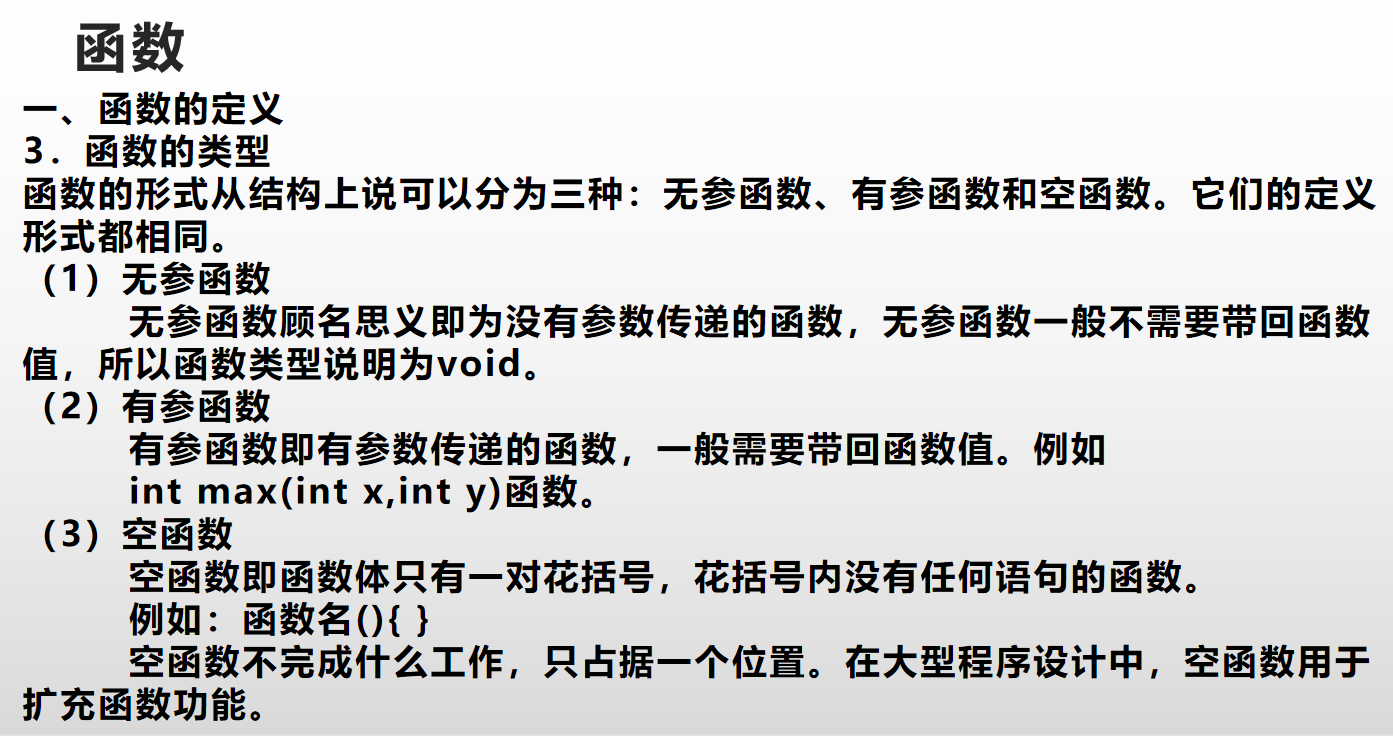 函数
一、函数的定义
3．函数的类型
函数的形式从结构上说可以分为三种：无参函数、有参函数和空函数。它们的定义
形式都相同。
（1）无参函数
无参函数顾名思义即为没有参数传递的函数，无参函数一般不需要带回函数
值，所以函数类型说明为void。
（2）有参函数
有参函数即有参数传递的函数，一般需要带回函数值。例如
int max(int x,int y)函数。
（3）空函数
空函数即函数体只有一对花括号，花括号内没有任何语句的函数。
例如：函数名(){ }
空函数不完成什么工作，只占据一个位置。在大型程序设计中，空函数用于
扩充函数功能。